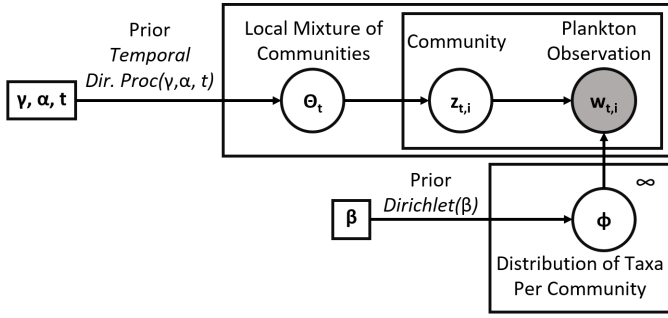 Prior
Temporal
Dir. Proc(γ,α, t)
γ, α, t
Local Mixture of
Communities
Θt
Community
zt,i
Plankton
Observation
wt,i
Prior
Dirichlet(β)
β
∞
ϕ
Distribution of Taxa
Per Community